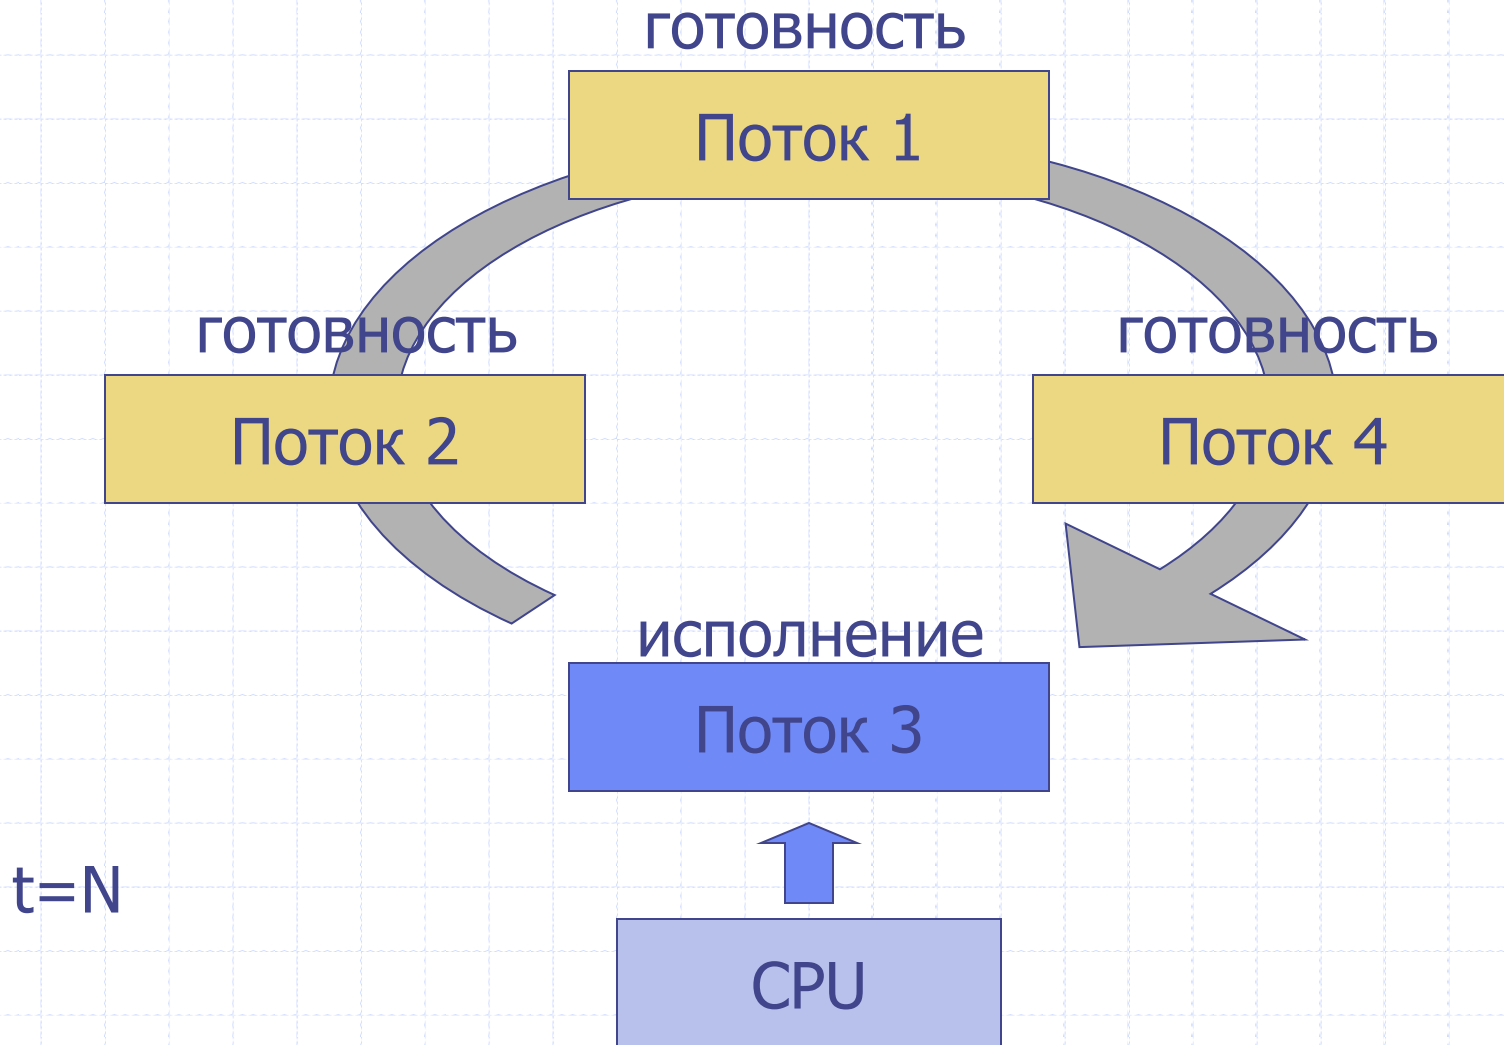 готовность
Поток 1
готовность
готовность
Поток 2
Поток 4
исполнение
Поток 3
t=N
CPU